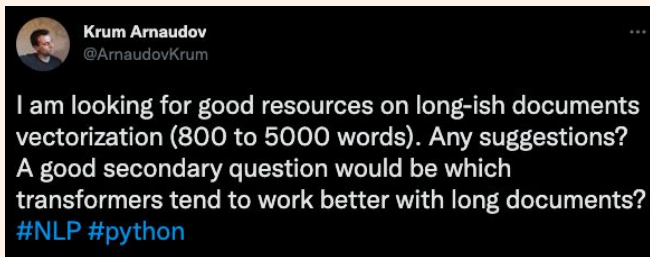 Krum Arnaudov
@ArnaudovKrum
I am looking for good resources on long-ish documents
vectorization (800 to 5000 words). Any suggestions?
A good secondary question would be which
transformers tend to work better with long documents?
#NLP #python